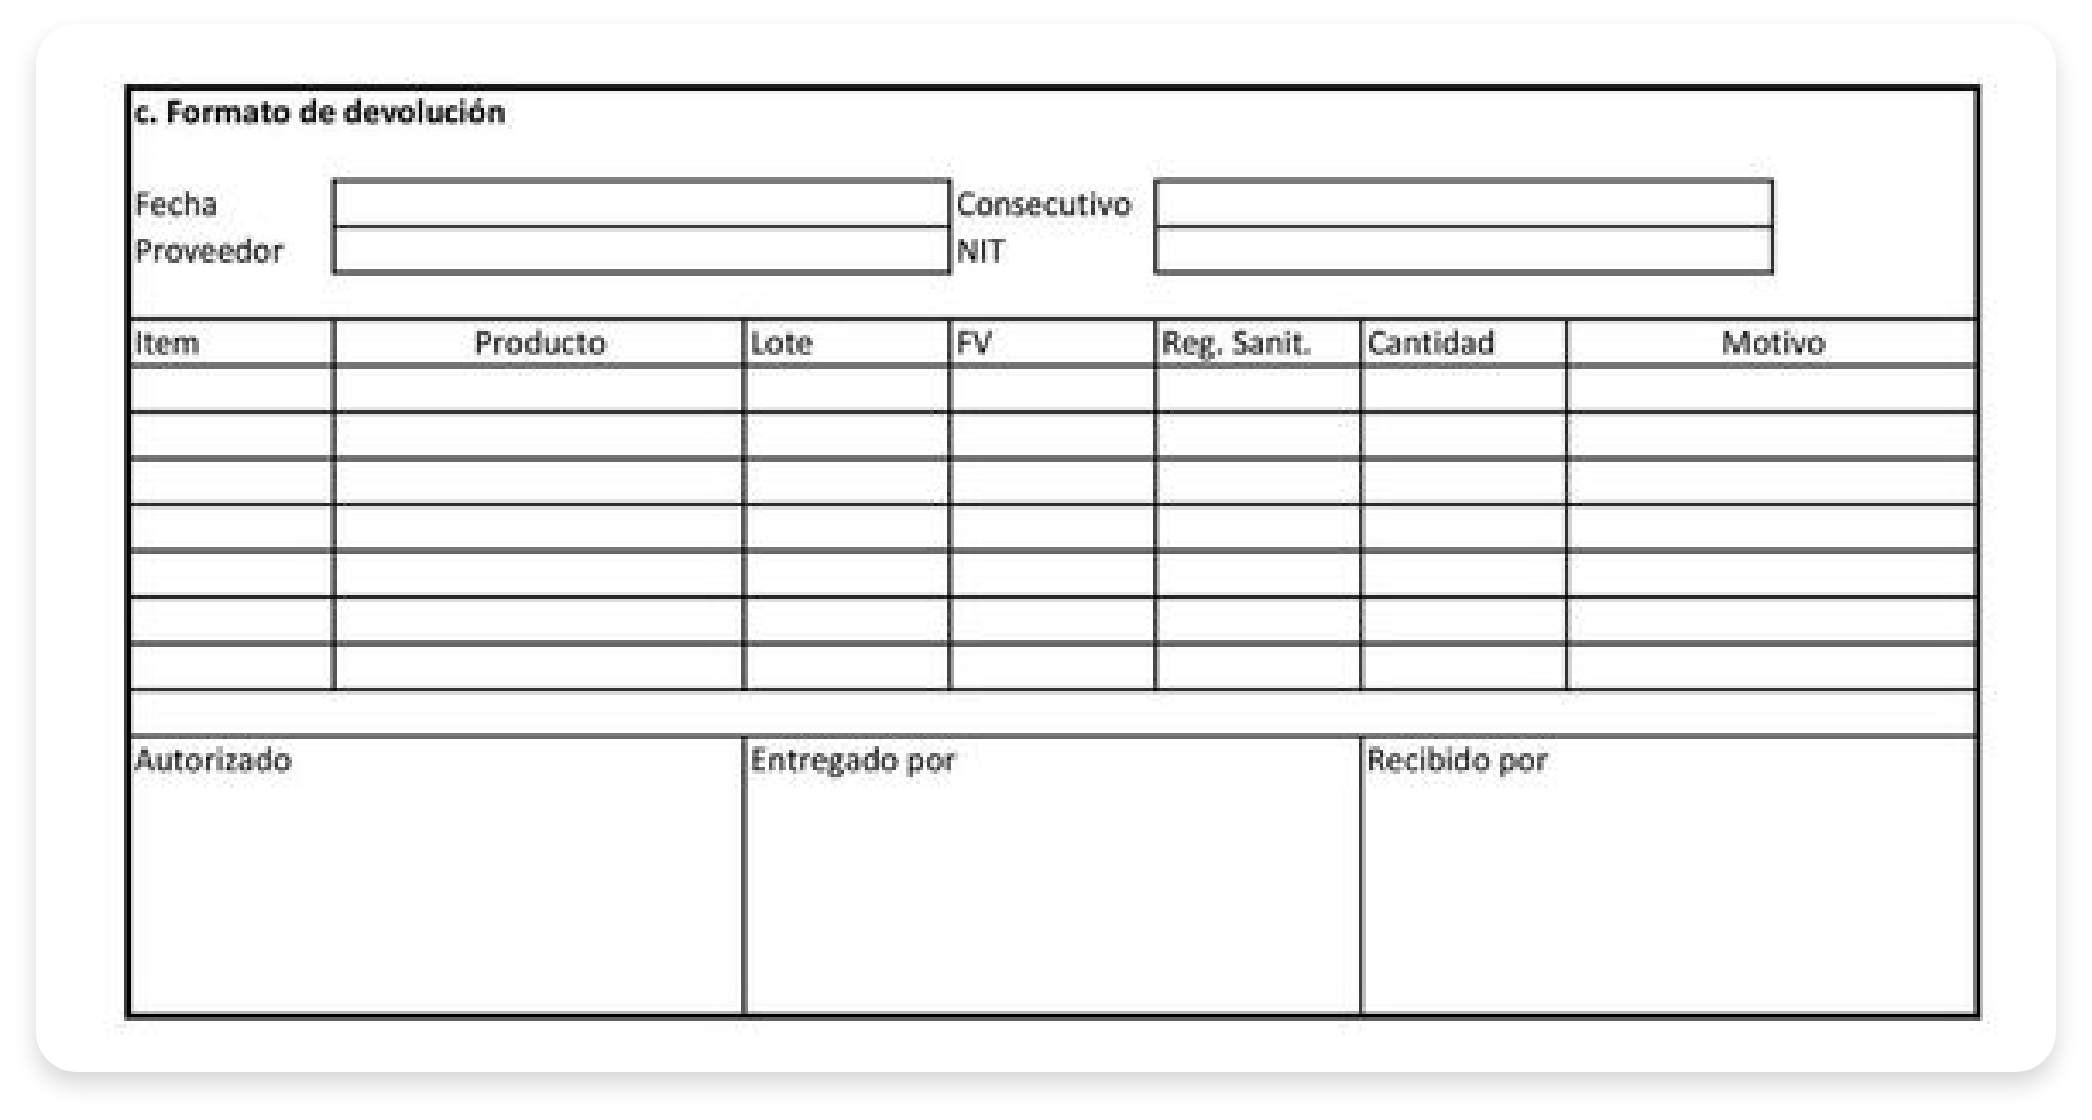 c. Formato de devolución
Fecha Consecutivo
Proveedor NIT
Item Producto Lote FV Reg. Sanit. Cantidad Motivo
Autorizado Entregado por Recibido por